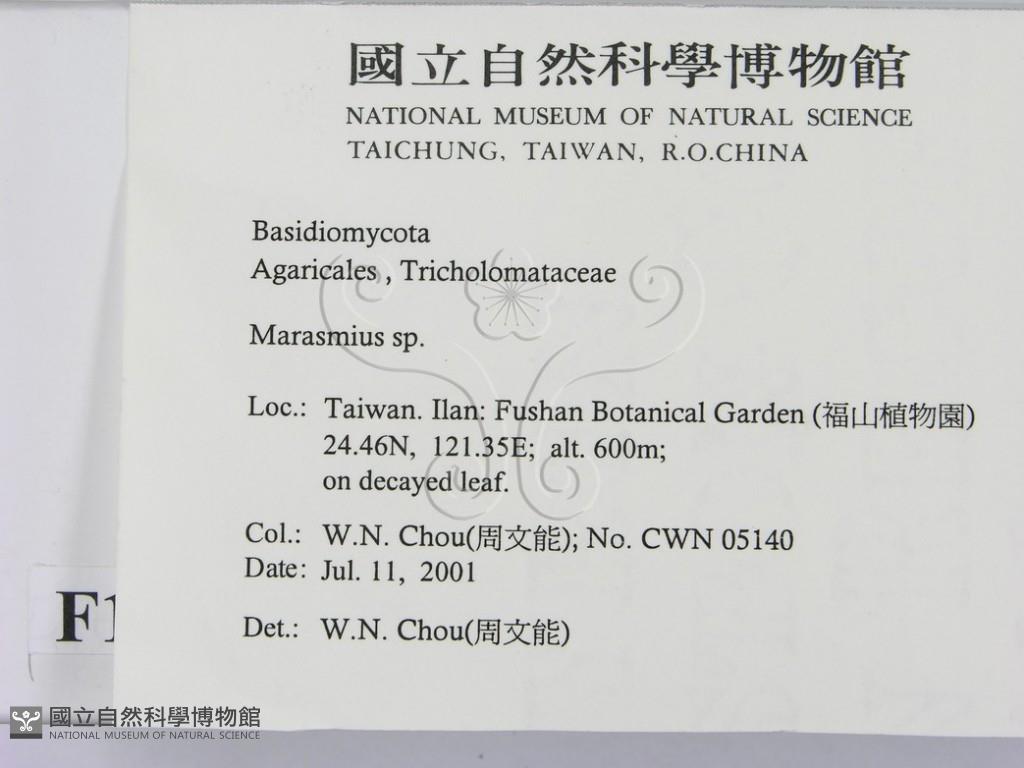 國立自然科學博物館
NATIONAL MUSEUM OF NATURAL SCIENCE
TAICHUNG, TAIWAN, R.O.CHINA
Basidiomycota
Agaricales , Tricholomataceae
Marasmius sp.
Loc.: Taiwan. Ilan: Fushan Botanical Garden (福山植物園)
24.46N, 121.35E; alt. 600m;
on decayed leaf.
Col.: W.N. Chou(周文能); No. CWN 05140
Date: Jul. 11, 2001
Det.: W.N. Chou(周文能)
國立自然科學博物館
NATIONAL MUSEUM OF NATURAL SCIENCE